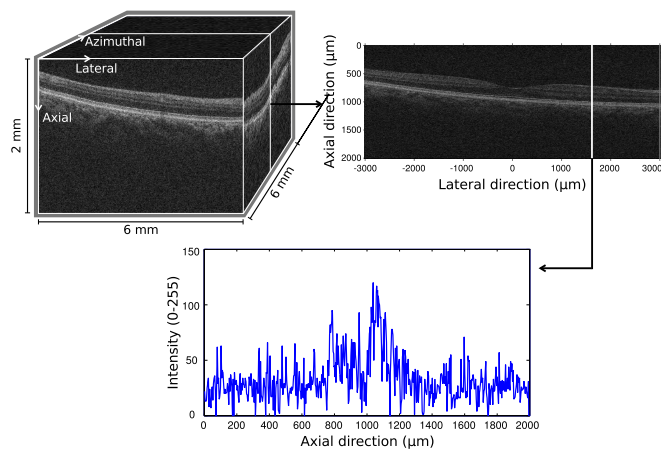 Azimuthal
Lateral
Axial
2 mm
6 mm
6 mm
Axial direction (µm)
0
500
1000
1500
2000
-3000 -2000 -1000 0 1000 2000 3000
Lateral direction (µm)
Intensity (0-255)
150
100
50
0
0 200 400 600 800 1000 1200 1400 1600 1800 2000
Axial direction (µm)